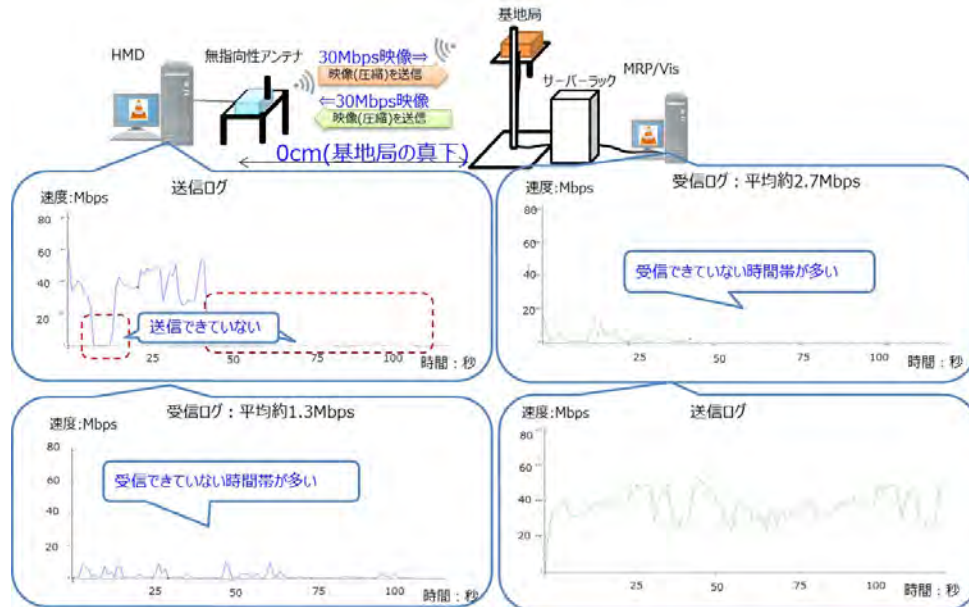 基地局
HMD
無指向性アンテナ
30Mbps映像⇒
映像(圧縮)を送信
⇐30Mbps映像
映像(圧縮)を送信
サーバーラック
MRP/Vis
0cm(基地局の真下)
送信ログ
速度:Mbps
80
60
40
20
送信できていない
25
50
75
100
時間：秒
受信ログ：平均約2.7Mbps
速度:Mbps
80
60
40
20
受信できていない時間帯が多い
25
50
75
100
時間：秒
受信ログ：平均約1.3Mbps
速度:Mbps
80
60
40
20
受信できていない時間帯が多い
25
50
75
100
時間：秒
送信ログ
速度:Mbps
80
60
40
20
25
50
75
100
時間：秒